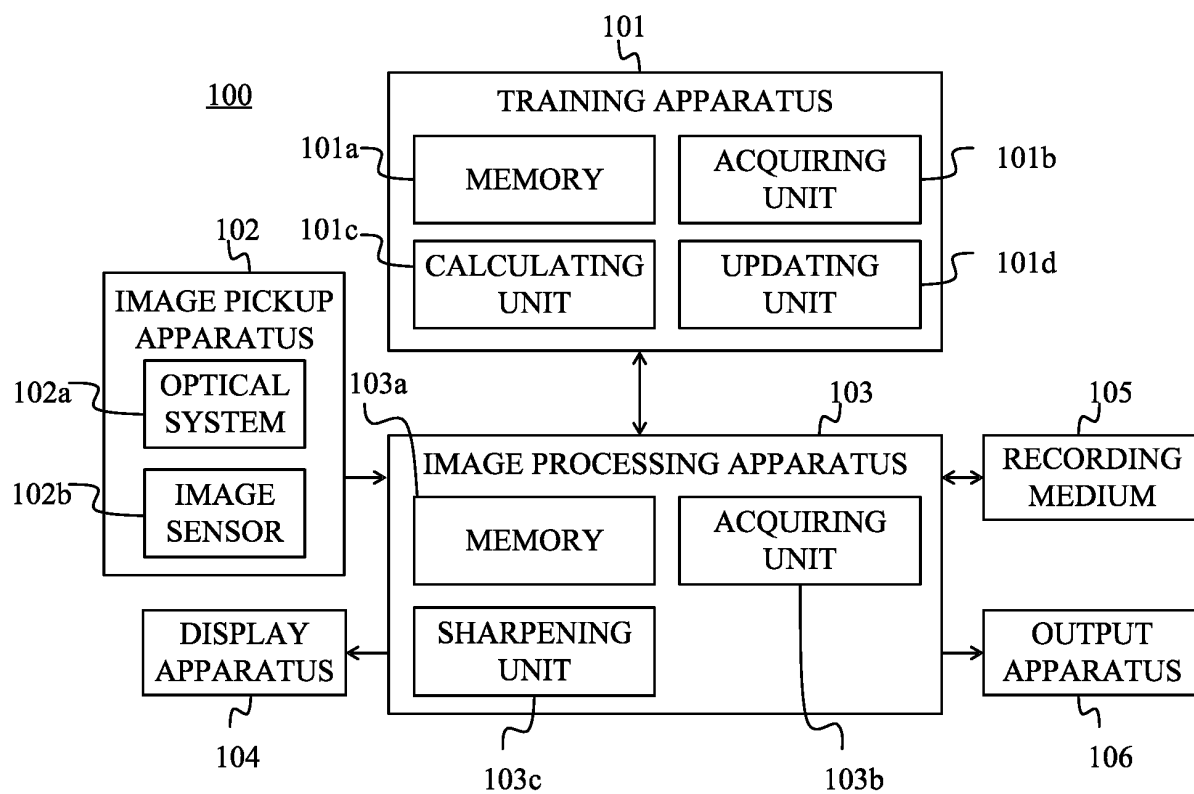 101
100
TRAINING APPARATUS
101a
MEMORY
ACQUIRING
UNIT
101b
101c
CALCULATING
UNIT
UPDATING
UNIT
101d
102
IMAGE PICKUP
APPARATUS
102a
OPTICAL
SYSTEM
102b
IMAGE
SENSOR
103a
103
105
IMAGE PROCESSING APPARATUS
MEMORY
ACQUIRING
UNIT
RECORDING
MEDIUM
SHARPENING
UNIT
DISPLAY
APPARATUS
OUTPUT
APPARATUS
104
103c
103b
106